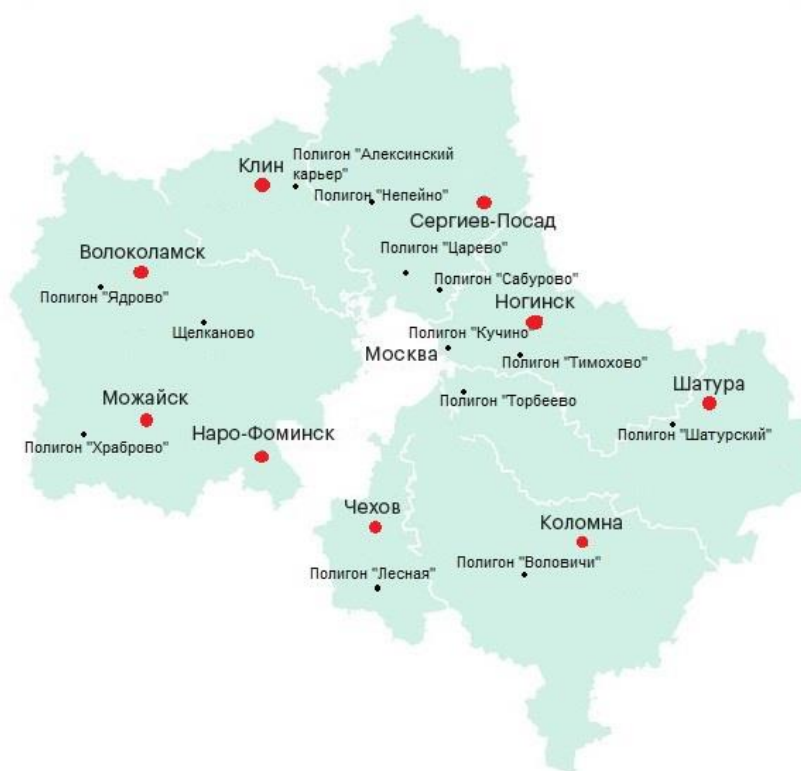 Клин
Полигон "Алексинский
карьер"
Полигон "Непейно"
Сергиев-Посад
Волоколамск
Полигон "Царево"
Полигон "Ядрово"
Полигон "Сабурово"
Ногинск
Щелканово
Полигон "Кучино"
Москва
Полигон "Тимохово"
Шатура
Можайск
Полигон "Торбеево
Наро-Фоминск
Полигон "Храброво"
Полигон "Шатурский"
Чехов
Коломна
Полигон "Воловичи"
Полигон "Лесная"